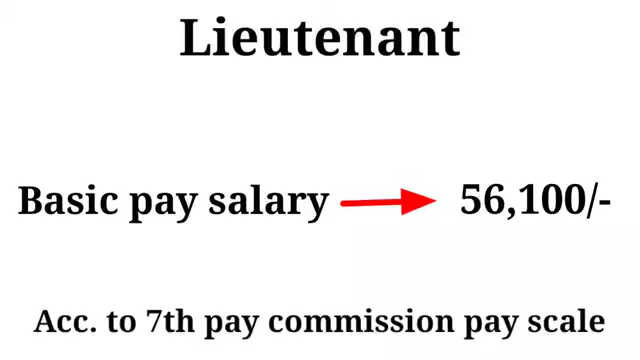 Lieutenant
Basic pay salary 56,100/-
Acc. to 7th pay commission pay scale